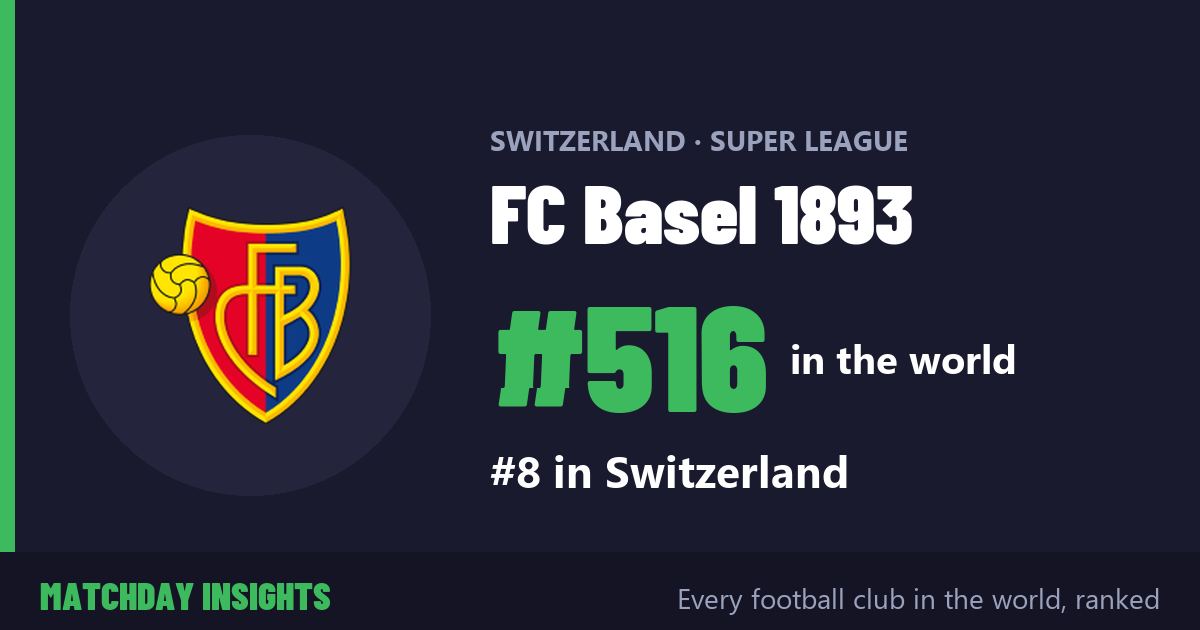 SWITZERLAND · SUPER LEAGUE
FC Basel 1893
FCB
#516 in the world
#8 in Switzerland
MATCHDAY INSIGHTS
Every football club in the world, ranked